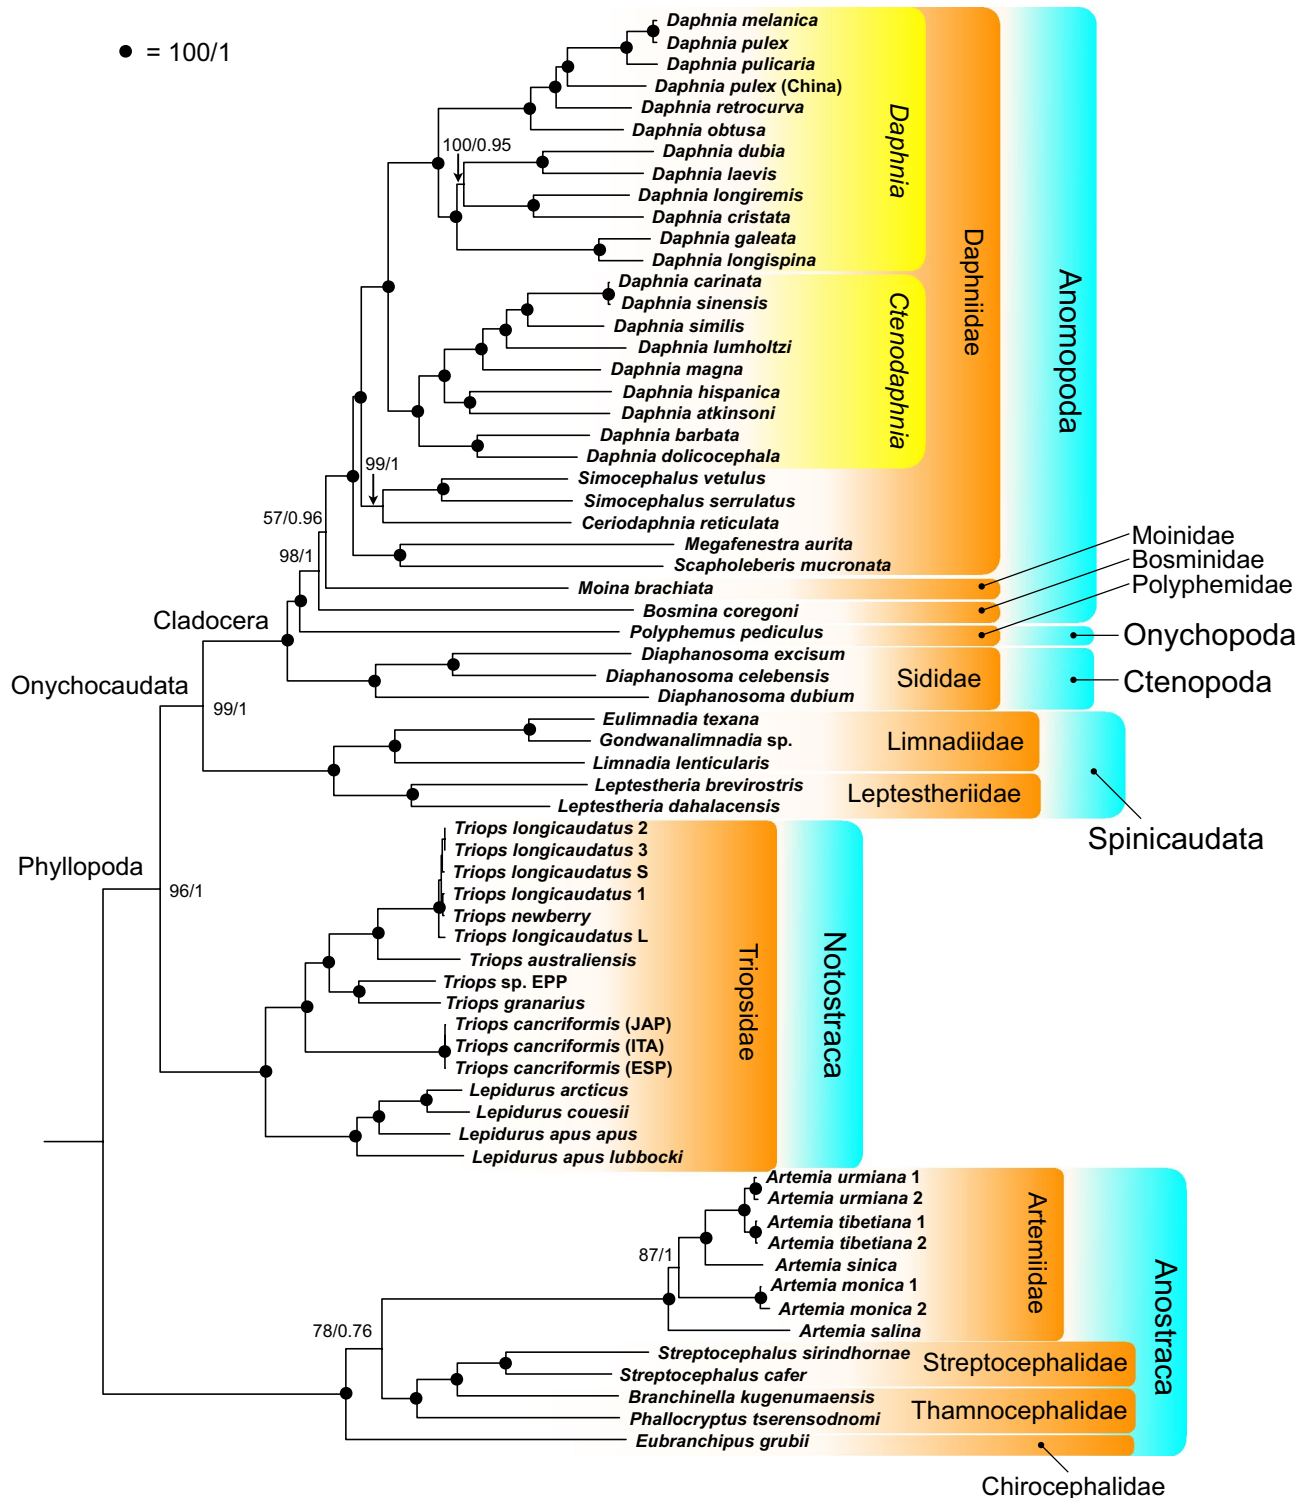 = 100/1
Daphnia melanica
Daphnia pulex
Daphnia pulicaria
Daphnia pulex (China)
Daphnia retrocurva
Daphnia obtusa
100/0.95
Daphnia dubia
Daphnia laevis
Daphnia longiremis
Daphnia cristata
Daphnia galeata
Daphnia longispina
Daphnia
Daphnia carinata
Daphnia sinensis
Daphnia similis
Daphnia lumholtzi
Daphnia magna
Daphnia hispanica
Daphnia atkinsoni
Daphnia barbata
Daphnia dolicocephala
Ctenodaphnia
99/1
Simocephalus vetulus
Simocephalus serrulatus
Ceriodaphnia reticulata
57/0.96
Megafenestra aurita
Scapholeberis mucronata
Daphniidae
98/1
Moina brachiata
Moinidae
Bosmina coregoni
Bosminidae
Anomopoda
Cladocera
Polyphemus pediculus
Polyphemidae
Onychopoda
Diaphanosoma excisum
Diaphanosoma celebensis
Diaphanosoma dubium
Sididae
Ctenopoda
Onychocaudata
99/1
Eulimnadia texana
Gondwanalimnadia sp.
Limnadia lenticularis
Limnadiidae
Leptestheria brevirostris
Leptestheria dahalacensis
Leptestheriidae
Spinicaudata
Phyllopoda
96/1
Triops longicaudatus 2
Triops longicaudatus 3
Triops longicaudatus S
Triops longicaudatus 1
Triops newberry
Triops longicaudatus L
Triops australiensis
Triops sp. EPP
Triops granarius
Triops cancriformis (JAP)
Triops cancriformis (ITA)
Triops cancriformis (ESP)
Lepidurus arcticus
Lepidurus couesii
Lepidurus apus apus
Lepidurus apus lubbocki
Triopsidae
Notostraca
Artemia urmiana 1
Artemia urmiana 2
Artemia tibetiana 1
Artemia tibetiana 2
87/1
Artemia sinica
Artemia monica 1
Artemia monica 2
Artemia salina
Artemiidae
78/0.76
Streptocephalus sirindhornae
Streptocephalus cafer
Streptocephalidae
Branchinella kugenumaensis
Phallocryptus tserensodnomi
Thamnocephalidae
Eubranchipus grubii
Anostraca
Chirocephalidae